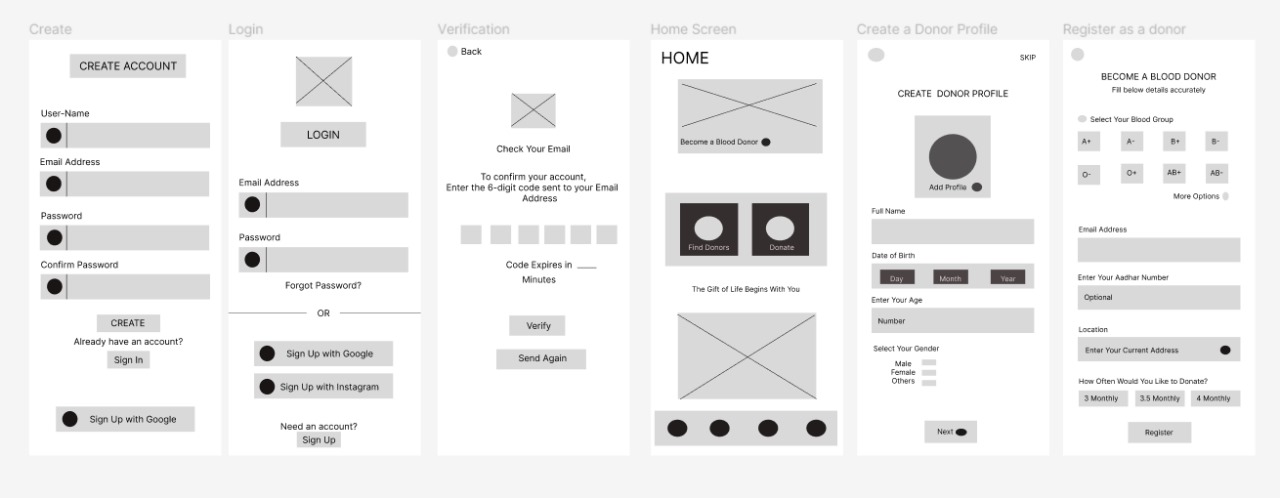 Create
CREATE ACCOUNT
User-Name
Email Address
Password
Confirm Password
CREATE
Already have an account?
Sign In
Sign Up with Google
Login
LOGIN
Email Address
Password
Forgot Password?
OR
Sign Up with Google
Sign Up with Instagram
Need an account?
Sign Up
Verification
Back
Check Your Email
To confirm your account,
Enter the 6-digit code sent to your Email
Address
Code Expires in ____
Minutes
Verify
Send Again
Home Screen
HOME
Become a Blood Donor
Find Donors
Donate
The Gift of Life Begins With You
Create a Donor Profile
SKIP
CREATE DONOR PROFILE
Add Profile
Full Name
Date of Birth
Day Month Year
Enter Your Age
Number
Select Your Gender
Male
Female
Others
Next
Register as a donor
BECOME A BLOOD DONOR
Fill below details accurately
Select Your Blood Group
A+ A- B+ B-
O- O+ AB+ AB-
More Options
Email Address
Enter Your Aadhar Number
Optional
Location
Enter Your Current Address
How Often Would You Like to Donate?
3 Monthly 3.5 Monthly 4 Monthly
Register